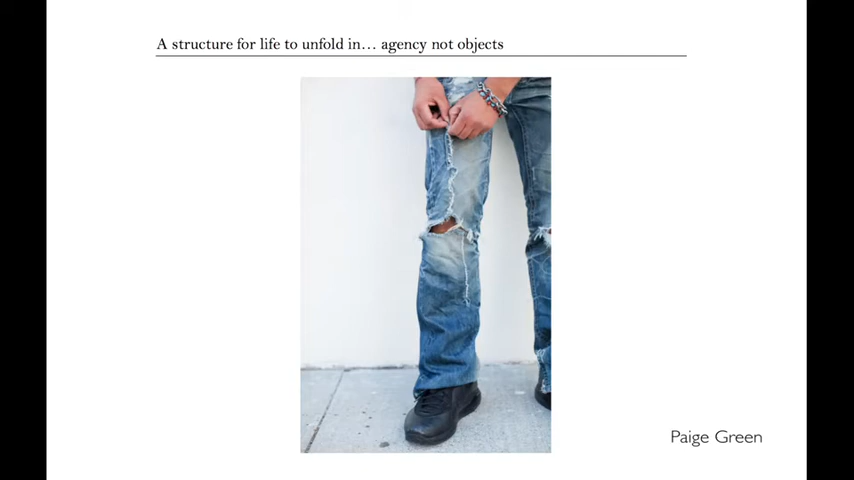 A structure for life to unfold in… agency not objects
Paige Green